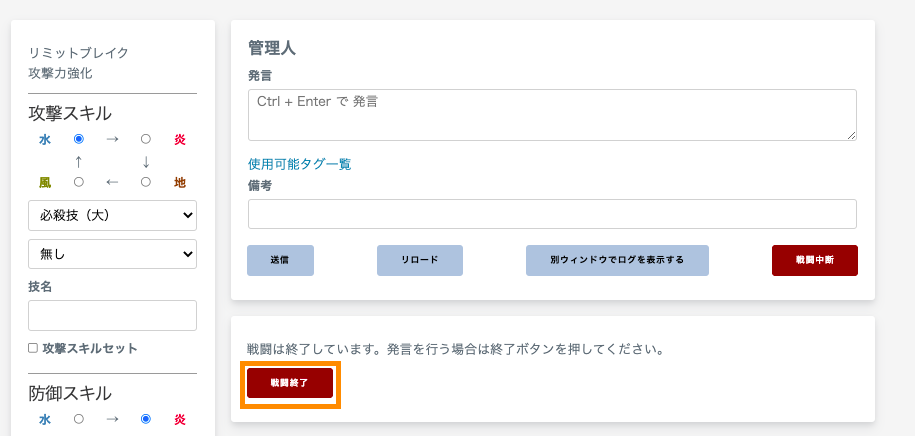 リミットブレイク
攻撃力強化
攻撃スキル
水 → 炎
↑ ↓
風 ← 地
必殺技（大）
無し
技名
攻撃スキルセット
防御スキル
水 → 炎
管理人
発言
Ctrl + Enter で 発言
使用可能タグ一覧
備考
送信 リロード 別ウィンドウでログを表示する 戦闘中断
戦闘は終了しています。発言を行う場合は終了ボタンを押してください。
戦闘終了